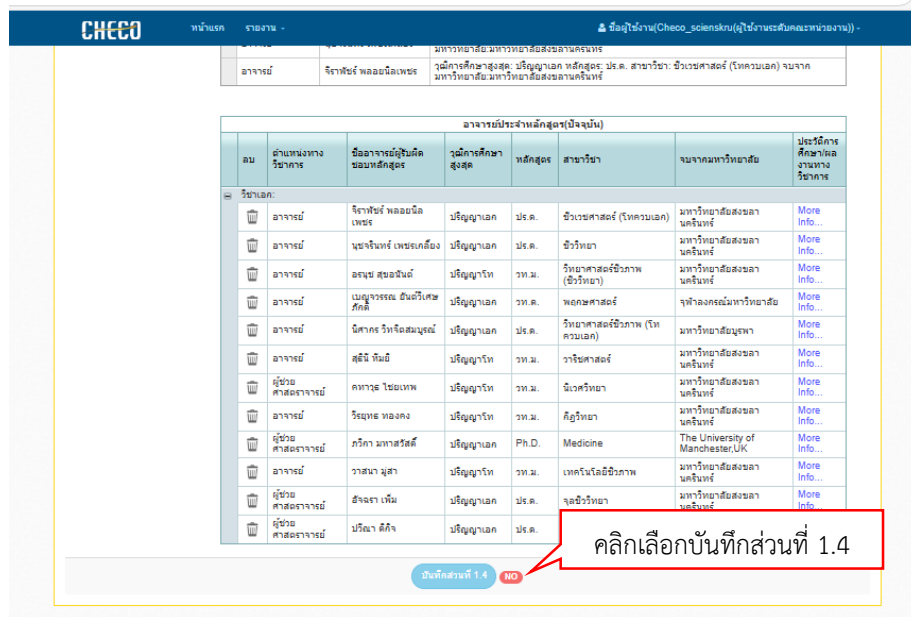 CHECO หน้าแรก รายงาน ชื่อผู้ใช้งาน(Checo_scienskru(ผู้ใช้งานระดับคณะหน่วยงาน))
มหาวิทยาลัย:มหาวิทยาลัยสงขลานครินทร์
อาจารย์ จิราพัชร์ พลอยนิลเพชร วุฒิการศึกษาสูงสุด: ปริญญาเอก หลักสูตร: ปร.ด. สาขาวิชา: ชีวเวชศาสตร์ (โทควบเอก) จบจาก
มหาวิทยาลัย:มหาวิทยาลัยสงขลานครินทร์
อาจารย์ประจำหลักสูตร(ปัจจุบัน)
ลบ ตำแหน่งทาง ชื่ออาจารย์ผู้รับผิด วุฒิการศึกษา หลักสูตร สาขาวิชา จบจากมหาวิทยาลัย ประวัติการ
วิชาการ ชอบหลักสูตร สูงสุด ศึกษา/ผล
งานทาง
วิชาการ
วิชาเอก:
อาจารย์ จิราพัชร์ พลอยนิล ปริญญาเอก ปร.ด. ชีวเวชศาสตร์ (โทควบเอก) มหาวิทยาลัยสงขลา More
เพชร นครินทร์ Info...
อาจารย์ นุชจรินทร์ เพชรเกลี้ยง ปริญญาเอก ปร.ด. ชีววิทยา มหาวิทยาลัยสงขลา More
นครินทร์ Info...
อาจารย์ อรนุช สุขอนันต์ ปริญญาโท วท.ม. วิทยาศาสตร์ชีวภาพ มหาวิทยาลัยสงขลา More
(ชีววิทยา) นครินทร์ Info...
อาจารย์ เบญจวรรณ ยันต์วิเศษ ปริญญาเอก วท.ด. พฤกษศาสตร์ จุฬาลงกรณ์มหาวิทยาลัย More
ภักดี Info...
อาจารย์ นิศากร วิทจิตสมบูรณ์ ปริญญาเอก ปร.ด. วิทยาศาสตร์ชีวภาพ (โท มหาวิทยาลัยบูรพา More
ควบเอก) Info...
อาจารย์ สุธินี หีมยิ ปริญญาโท วท.ม. วาริชศาสตร์ มหาวิทยาลัยสงขลา More
นครินทร์ Info...
ผู้ช่วย คทาวุธ ไชยเทพ ปริญญาโท วท.ม. นิเวศวิทยา มหาวิทยาลัยสงขลา More
ศาสตราจารย์ นครินทร์ Info...
อาจารย์ วิรยุทธ ทองคง ปริญญาโท วท.ม. กีฏวิทยา มหาวิทยาลัยสงขลา More
นครินทร์ Info...
ผู้ช่วย ภวิกา มหาสวัสดิ์ ปริญญาเอก Ph.D. Medicine The University of More
ศาสตราจารย์ Manchester,UK Info...
อาจารย์ วาสนา มู่สา ปริญญาโท วท.ม. เทคโนโลยีชีวภาพ มหาวิทยาลัยสงขลา More
นครินทร์ Info...
ผู้ช่วย อัจฉรา เพิ่ม ปริญญาเอก ปร.ด. จุลชีววิทยา มหาวิทยาลัยสงขลา More
ศาสตราจารย์ นครินทร์ Info...
ผู้ช่วย ปวีณา ดิกิจ ปริญญาเอก ปร.ด.
ศาสตราจารย์
คลิกเลือกบันทึกส่วนที่ 1.4
บันทึกส่วนที่ 1.4 NO